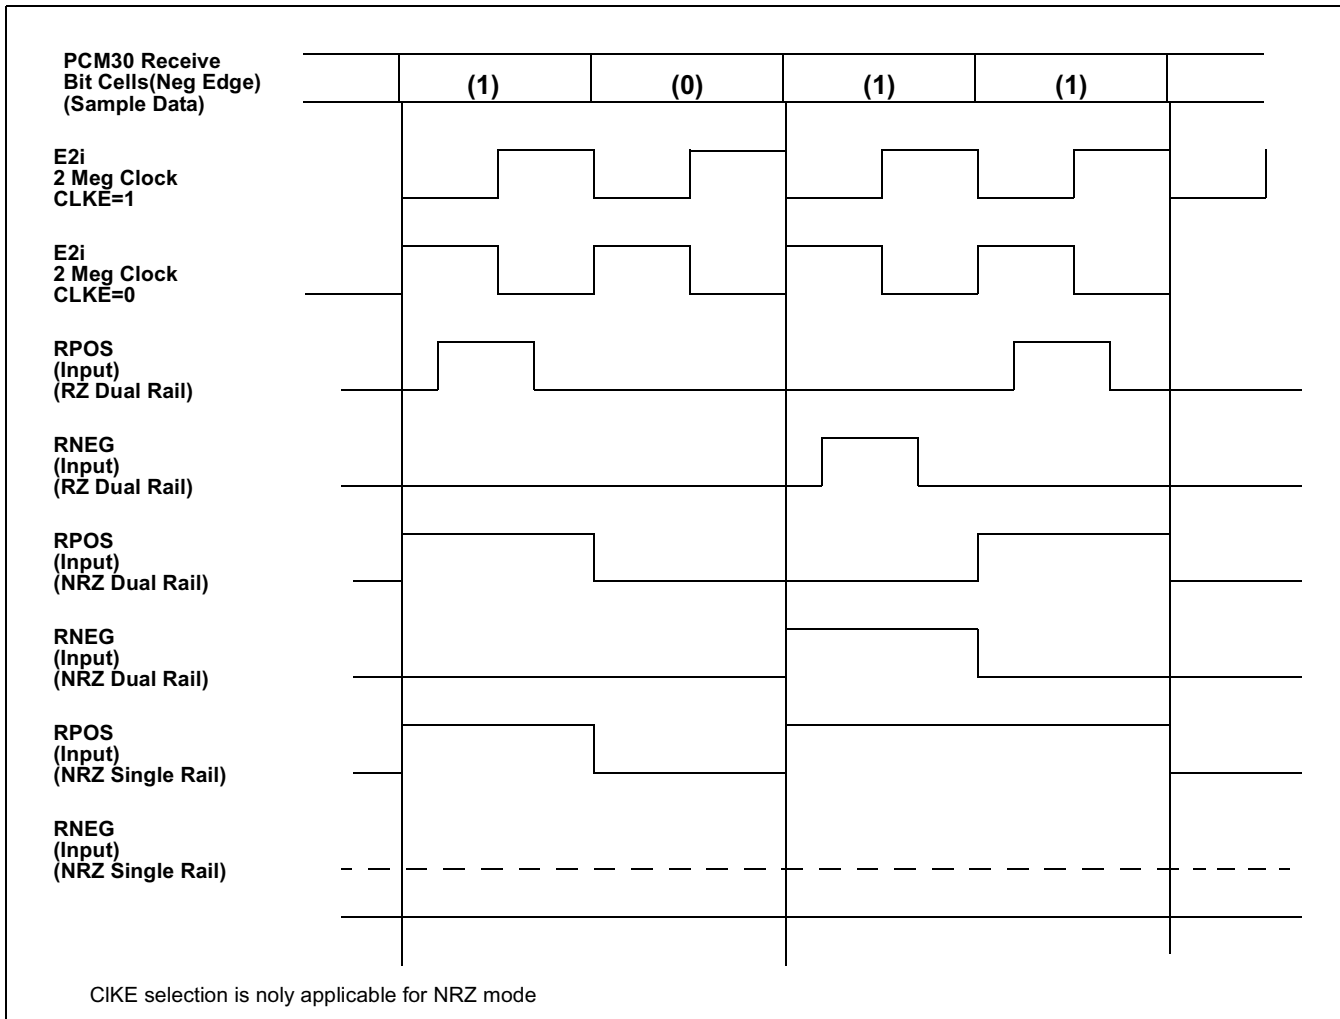 PCM30 Receive
Bit Cells(Neg Edge)
(Sample Data)
(1)
(0)
(1)
(1)
E2i
2 Meg Clock
CLKE=1
E2i
2 Meg Clock
CLKE=0
RPOS
(Input)
(RZ Dual Rail)
RNEG
(Input)
(RZ Dual Rail)
RPOS
(Input)
(NRZ Dual Rail)
RNEG
(Input)
(NRZ Dual Rail)
RPOS
(Input)
(NRZ Single Rail)
RNEG
(Input)
(NRZ Single Rail)
ClKE selection is noly applicable for NRZ mode